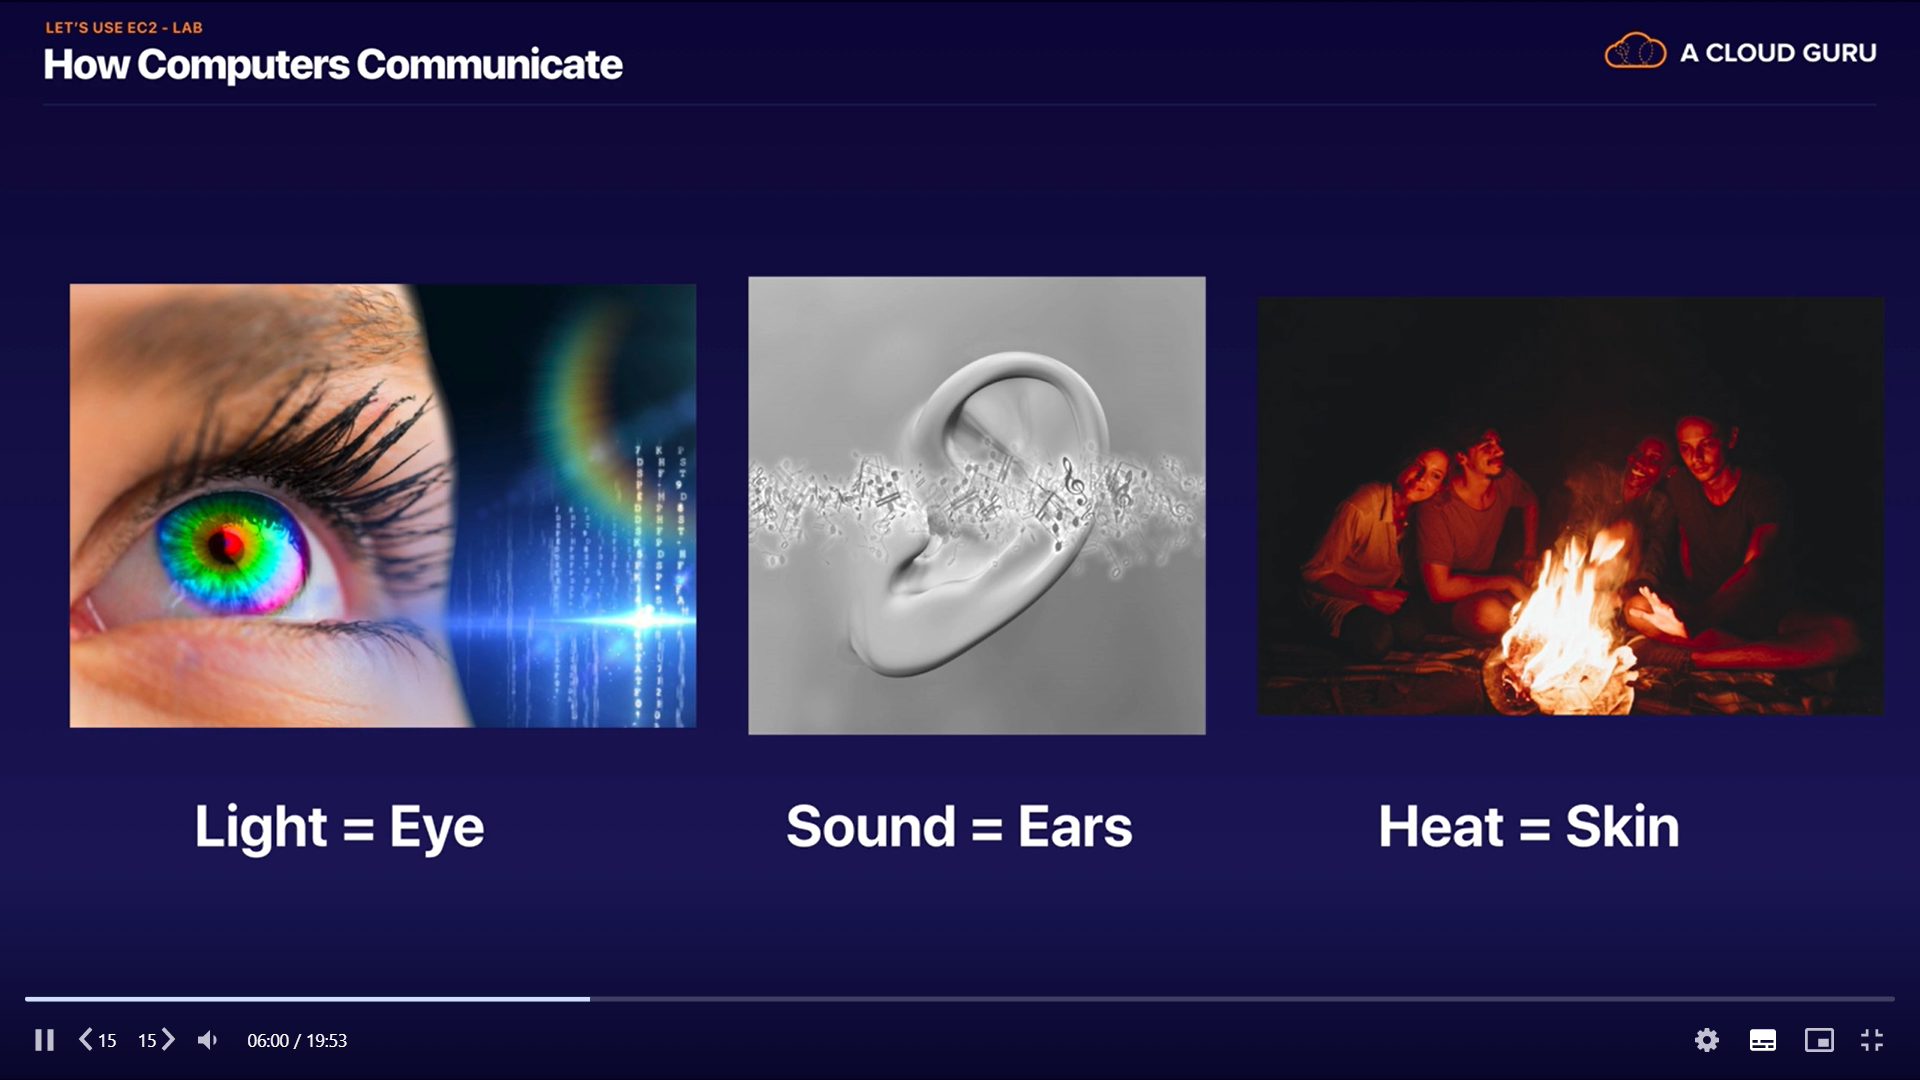 LET'S USE EC2 - LAB
How Computers Communicate
A CLOUD GURU
Light = Eye
Sound = Ears
Heat = Skin
15
15
06:00 / 19:53